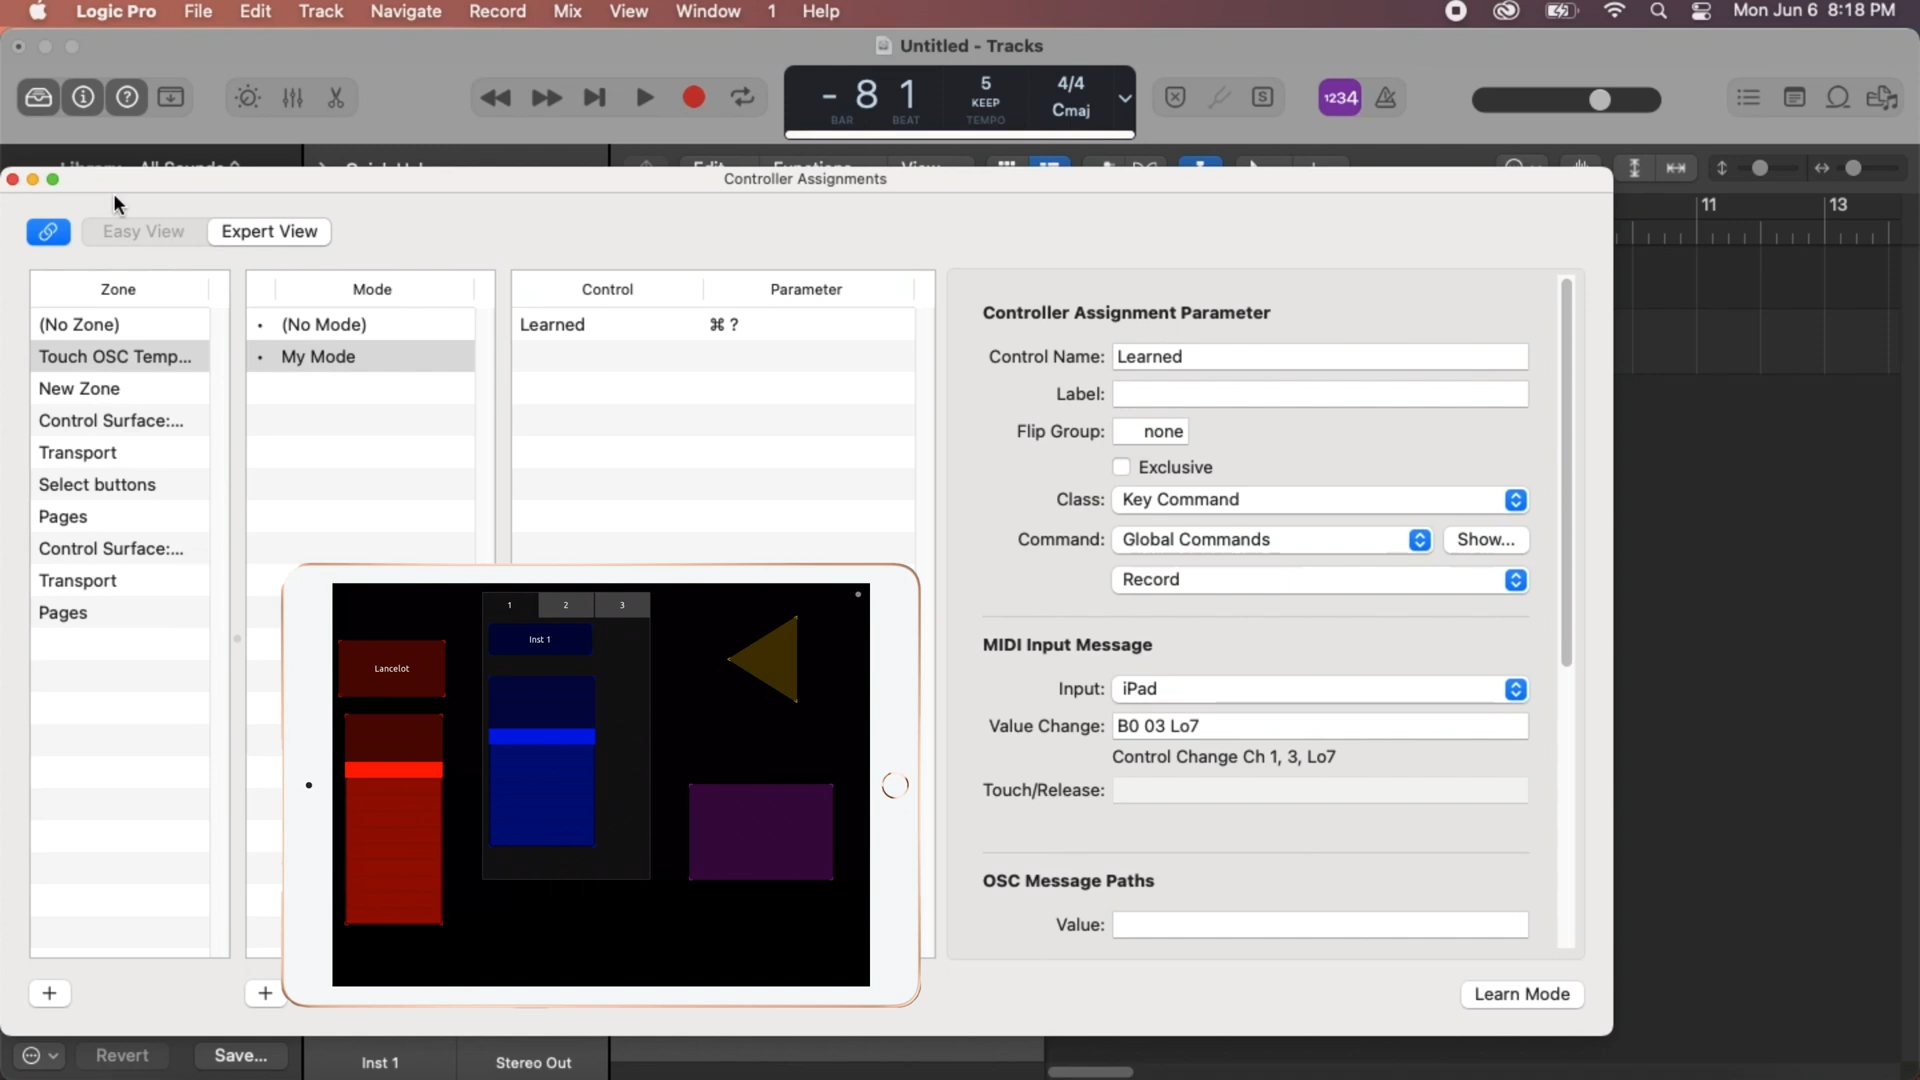 Logic Pro File Edit Track Navigate Record Mix View Window 1 Help Mon Jun 6 8:18 PM
Untitled - Tracks
- 8 1 5 4/4
KEEP Cmaj
BAR BEAT TEMPO
1234
S
11 13
Controller Assignments
Easy View Expert View
Zone Mode Control Parameter
(No Zone)
Touch OSC Temp...
New Zone
Control Surface:...
Transport
Select buttons
Pages
Control Surface:...
Transport
Pages
• (No Mode)
• My Mode
Learned ⌘ ?
Controller Assignment Parameter
Control Name: Learned
Label:
Flip Group: none
Exclusive
Class: Key Command
Command: Global Commands Show...
Record
MIDI Input Message
Input: iPad
Value Change: B0 03 Lo7
Control Change Ch 1, 3, Lo7
Touch/Release:
OSC Message Paths
Value:
1 2 3
Inst 1
Lancelot
+ +
Learn Mode
Revert Save... Inst 1 Stereo Out